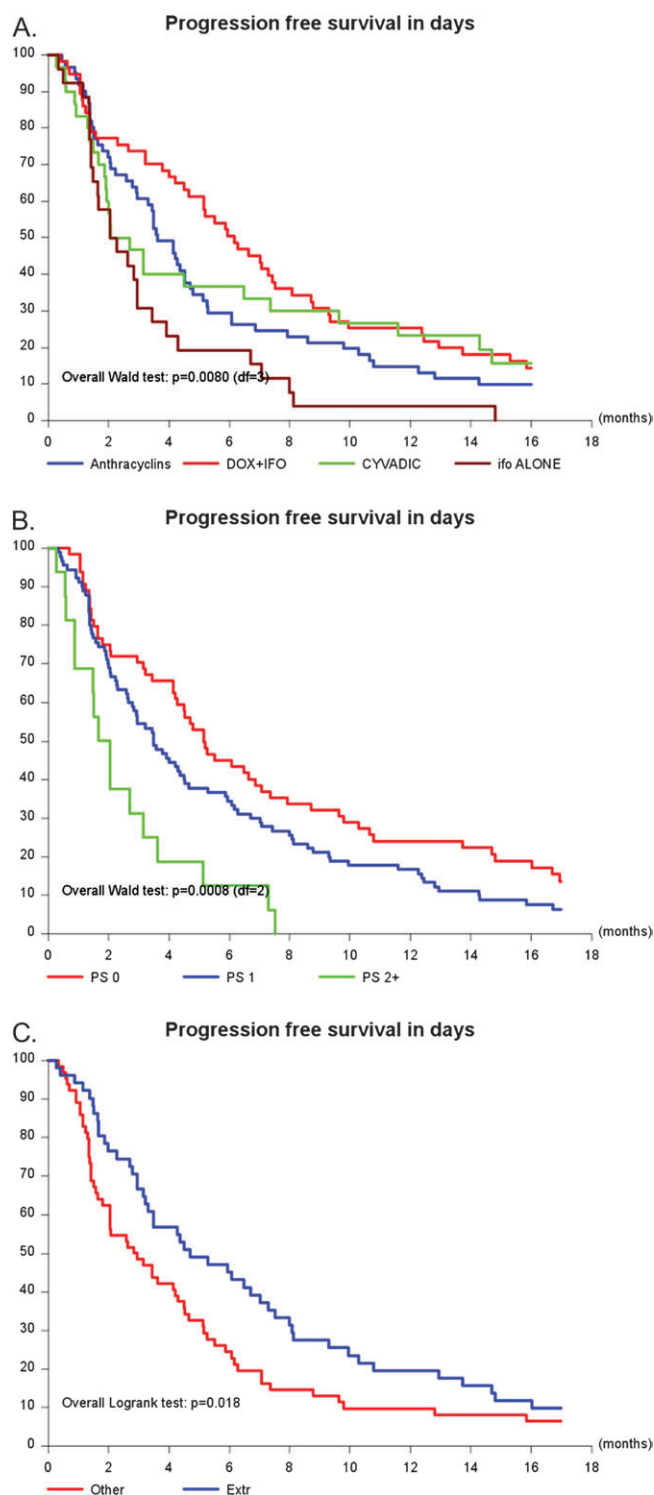 A.
Progression free survival in days
100
90
80
70
60
50
40
30
20
10
0
Overall Wald test: p=0.0080 (df=3)
0 2 4 6 8 10 12 14 16 18
(months)
Anthracyclins DOX+IFO CYVADIC ifo ALONE
B.
Progression free survival in days
100
90
80
70
60
50
40
30
20
10
0
Overall Wald test: p=0.0008 (df=2)
0 2 4 6 8 10 12 14 16 18
(months)
PS 0 PS 1 PS 2+
C.
Progression free survival in days
100
90
80
70
60
50
40
30
20
10
0
Overall Logrank test: p=0.018
0 2 4 6 8 10 12 14 16 18
(months)
Other Extr